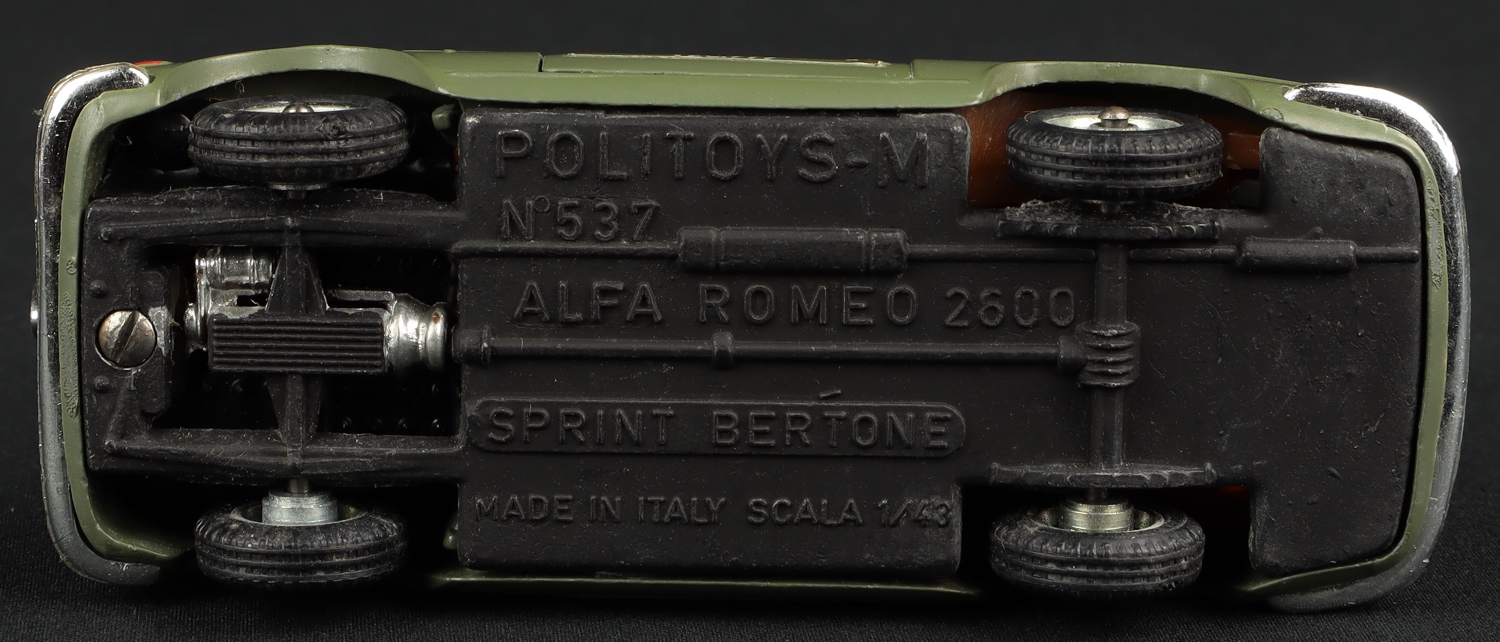 POLITOYS-M
N°537
ALFA ROMEO 2600
SPRINT BERTONE
MADE IN ITALY SCALA 1/43